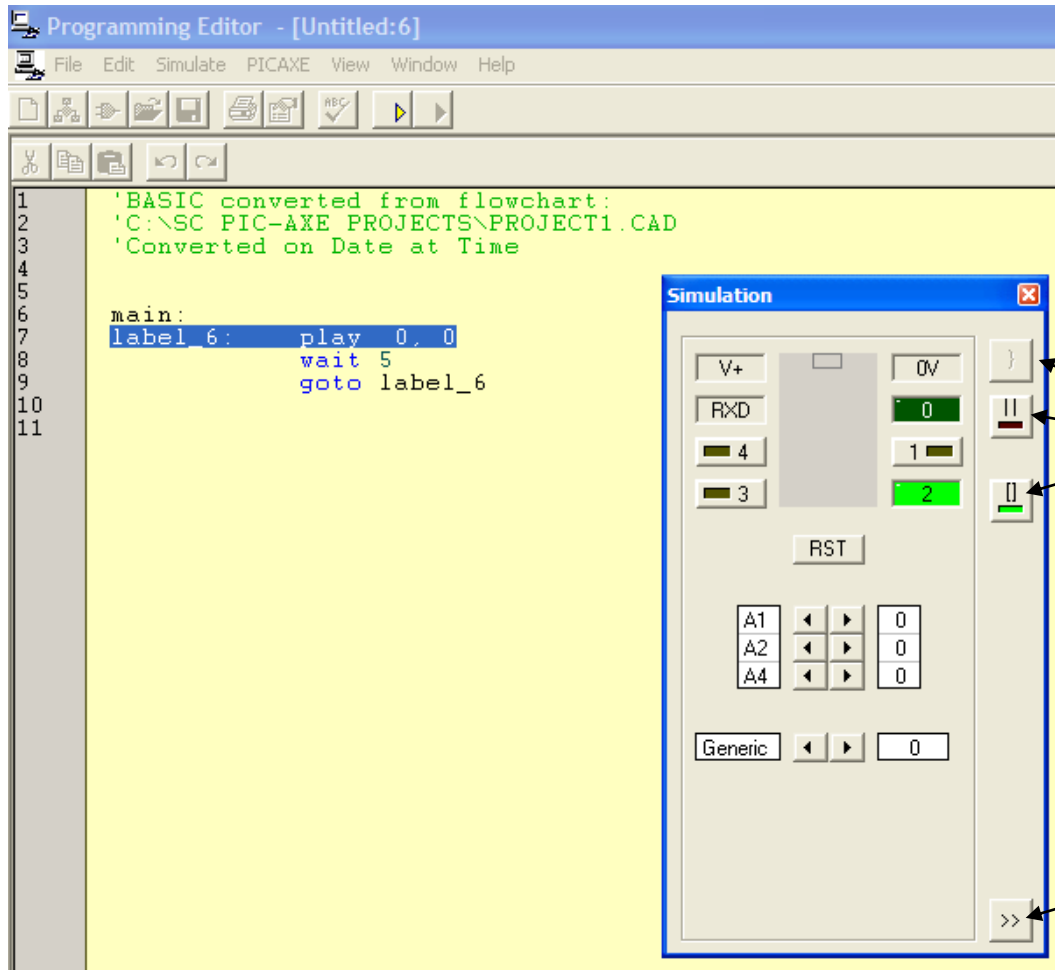 Programming Editor - [Untitled:6]
File Edit Simulate PICAXE View Window Help
ABC
1 'BASIC converted from flowchart:
2 'C:\SC PIC-AXE PROJECTS\PROJECT1.CAD
3 'Converted on Date at Time
4
5
6 main:
7 label_6: play 0, 0
8 wait 5
9 goto label_6
10
11
Simulation
V+ 0V }
RXD 0 ||
4 1
3 2 []
RST
A1 0
A2 0
A4 0
Generic 0
>>